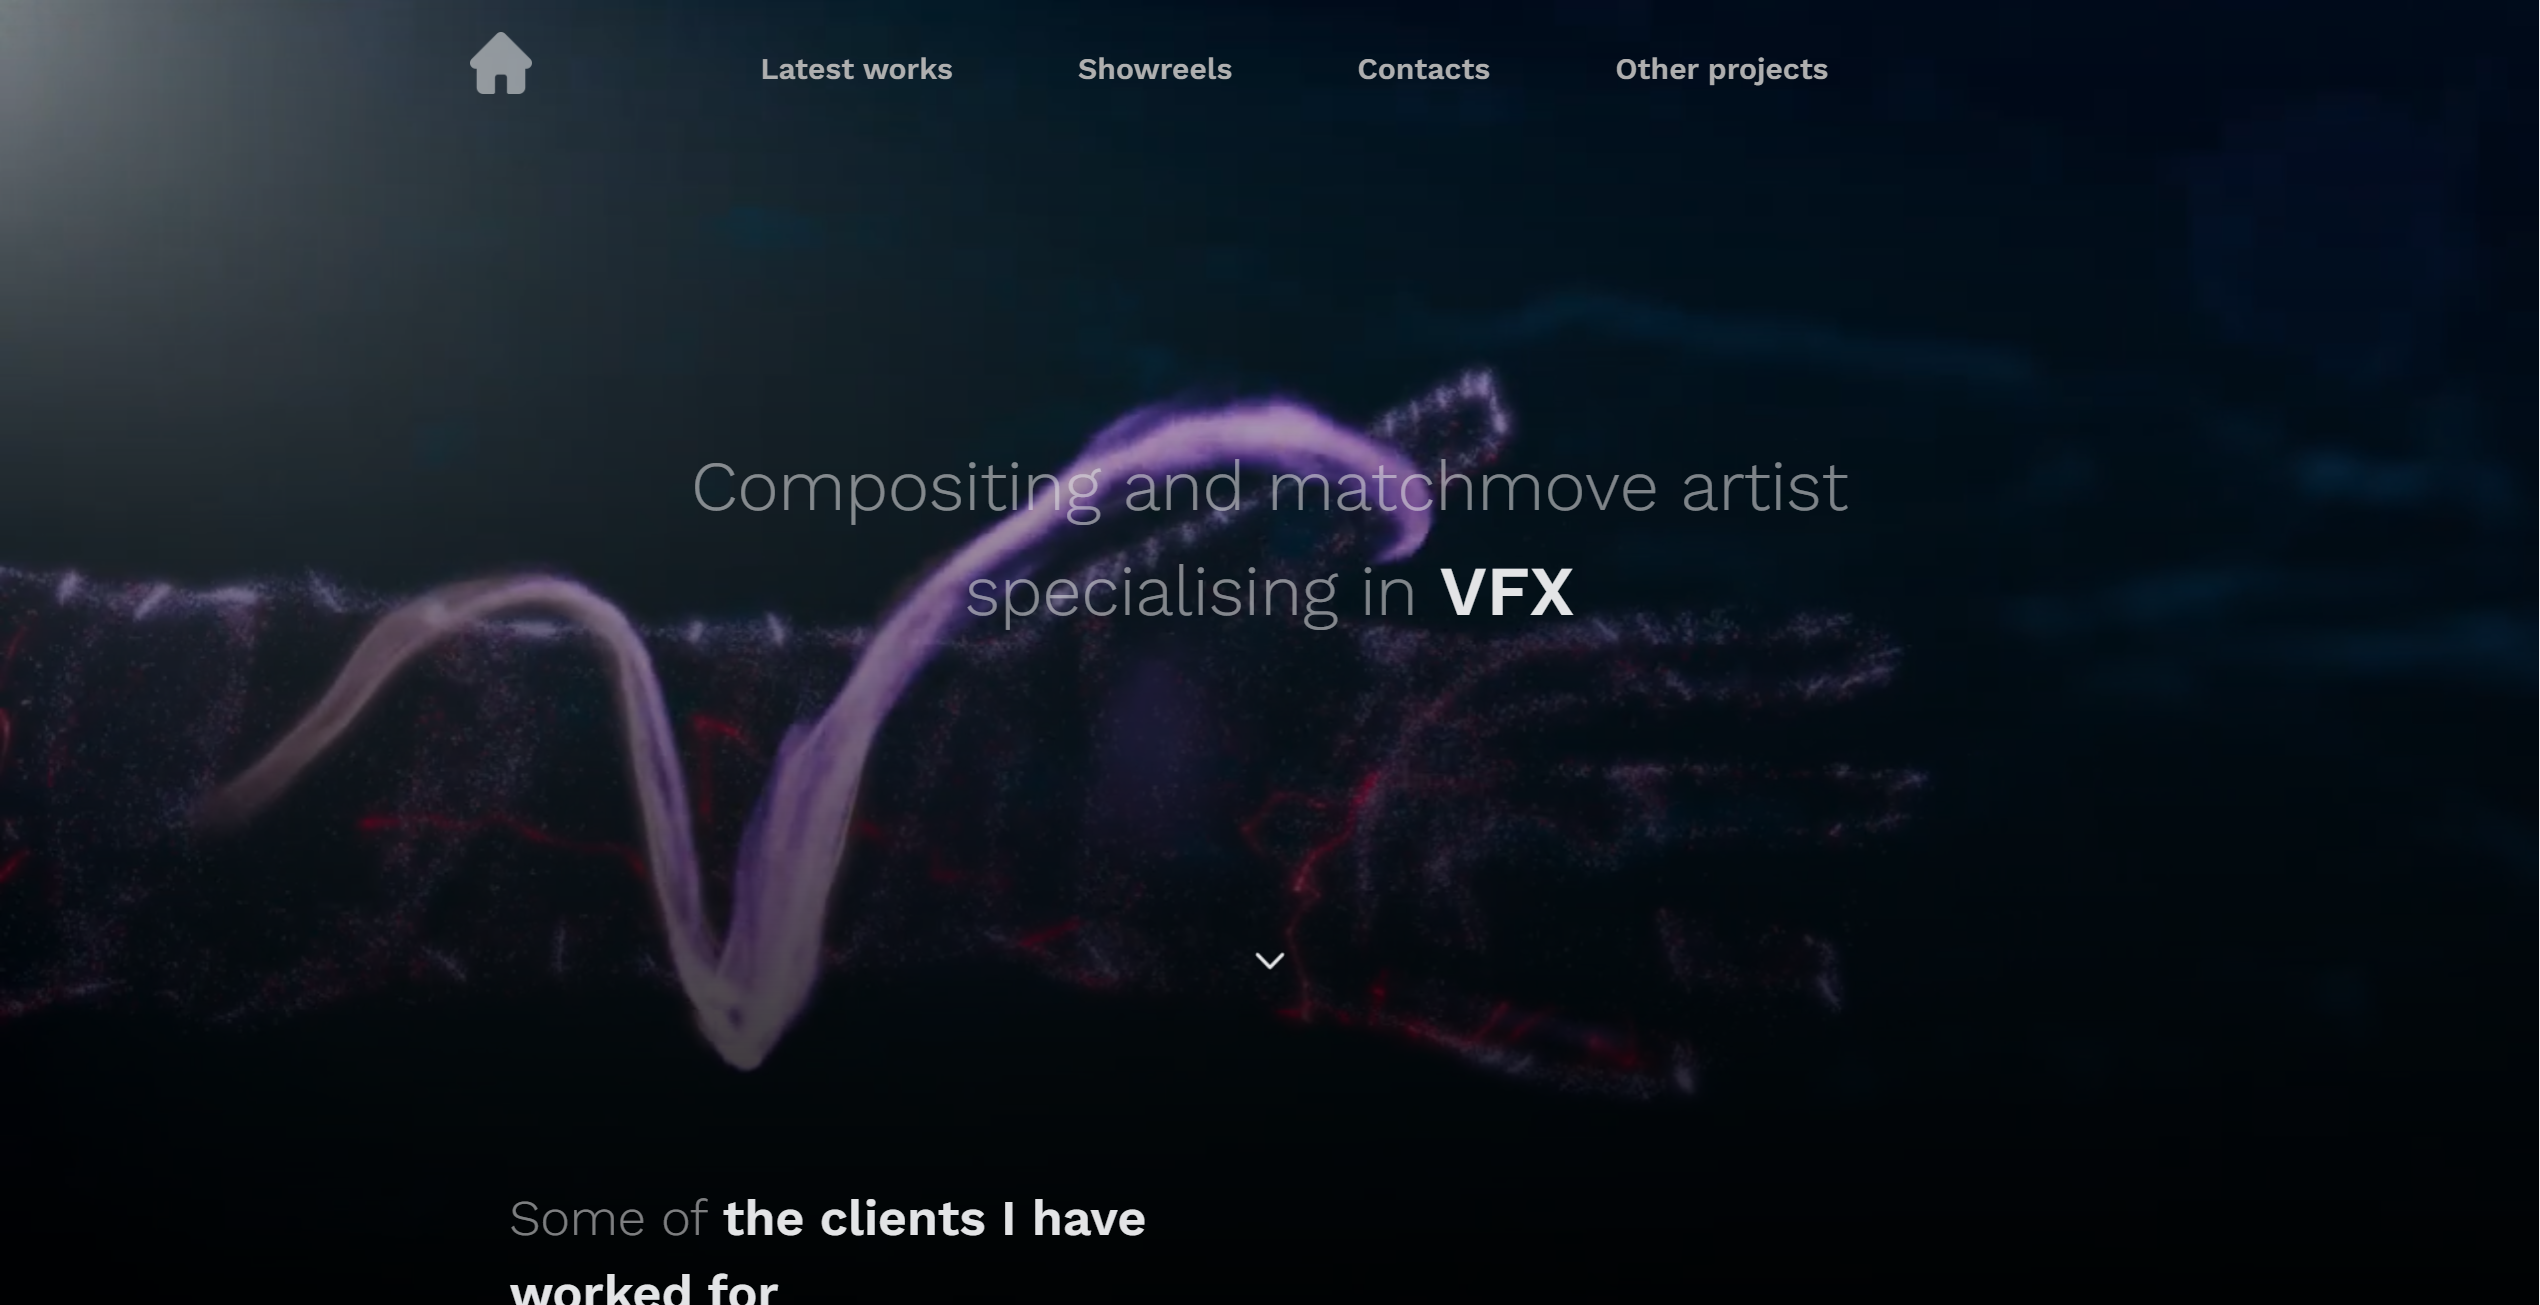 Latest works
Showreels
Contacts
Other projects
Compositing and matchmove artist
specialising in VFX
Some of the clients I have
worked for